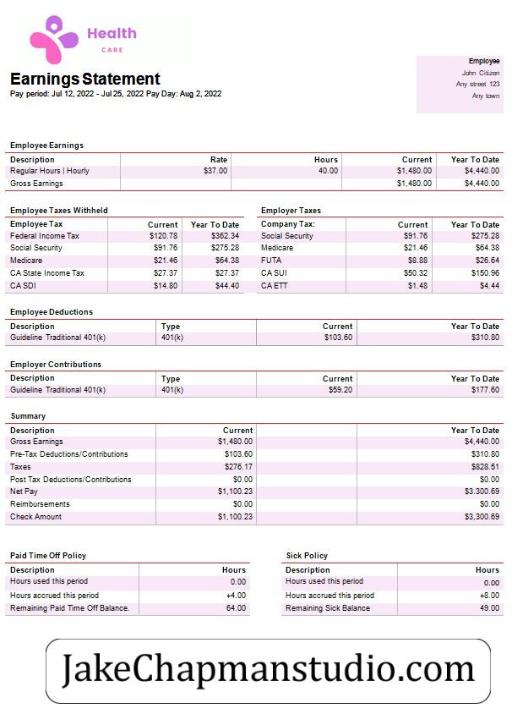 Health
CARE
Earnings Statement
Pay period: Jul 12, 2022 - Jul 25, 2022 Pay Day: Aug 2, 2022
Employee
John Citizen
Any street 123
Any town
Employee Earnings
Description Rate Hours Current Year To Date
Regular Hours | Hourly $37.00 40.00 $1,480.00 $4,440.00
Gross Earnings $1,480.00 $4,440.00
Employee Taxes Withheld
Employee Tax Current Year To Date
Federal Income Tax $120.78 $362.34
Social Security $91.76 $275.28
Medicare $21.46 $64.38
CA State Income Tax $27.37 $27.37
CA SDI $14.80 $44.40
Employer Taxes
Company Tax: Current Year To Date
Social Security $91.76 $275.28
Medicare $21.46 $64.38
FUTA $8.88 $26.64
CA SUI $50.32 $150.96
CA ETT $1.48 $4.44
Employee Deductions
Description Type Current Year To Date
Guideline Traditional 401(k) 401(k) $103.60 $310.80
Employer Contributions
Description Type Current Year To Date
Guideline Traditional 401(k) 401(k) $59.20 $177.60
Summary
Description Current Year To Date
Gross Earnings $1,480.00 $4,440.00
Pre-Tax Deductions/Contributions $103.60 $310.80
Taxes $276.17 $828.51
Post Tax Deductions/Contributions $0.00 $0.00
Net Pay $1,100.23 $3.300.69
Reimbursements $0.00 $0.00
Check Amount $1,100.23 $3,300.69
Paid Time Off Policy
Description Hours
Hours used this period 0.00
Hours accrued this period +4.00
Remaining Paid Time Off Balance. 64.00
Sick Policy
Description Hours
Hours used this period 0.00
Hours accrued this period +8.00
Remaining Sick Balance 49.00
JakeChapmanstudio.com